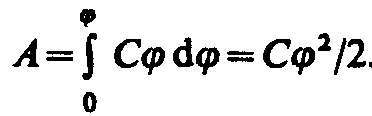 A = ∫₀^φ Cφ dφ = Cφ²/2.